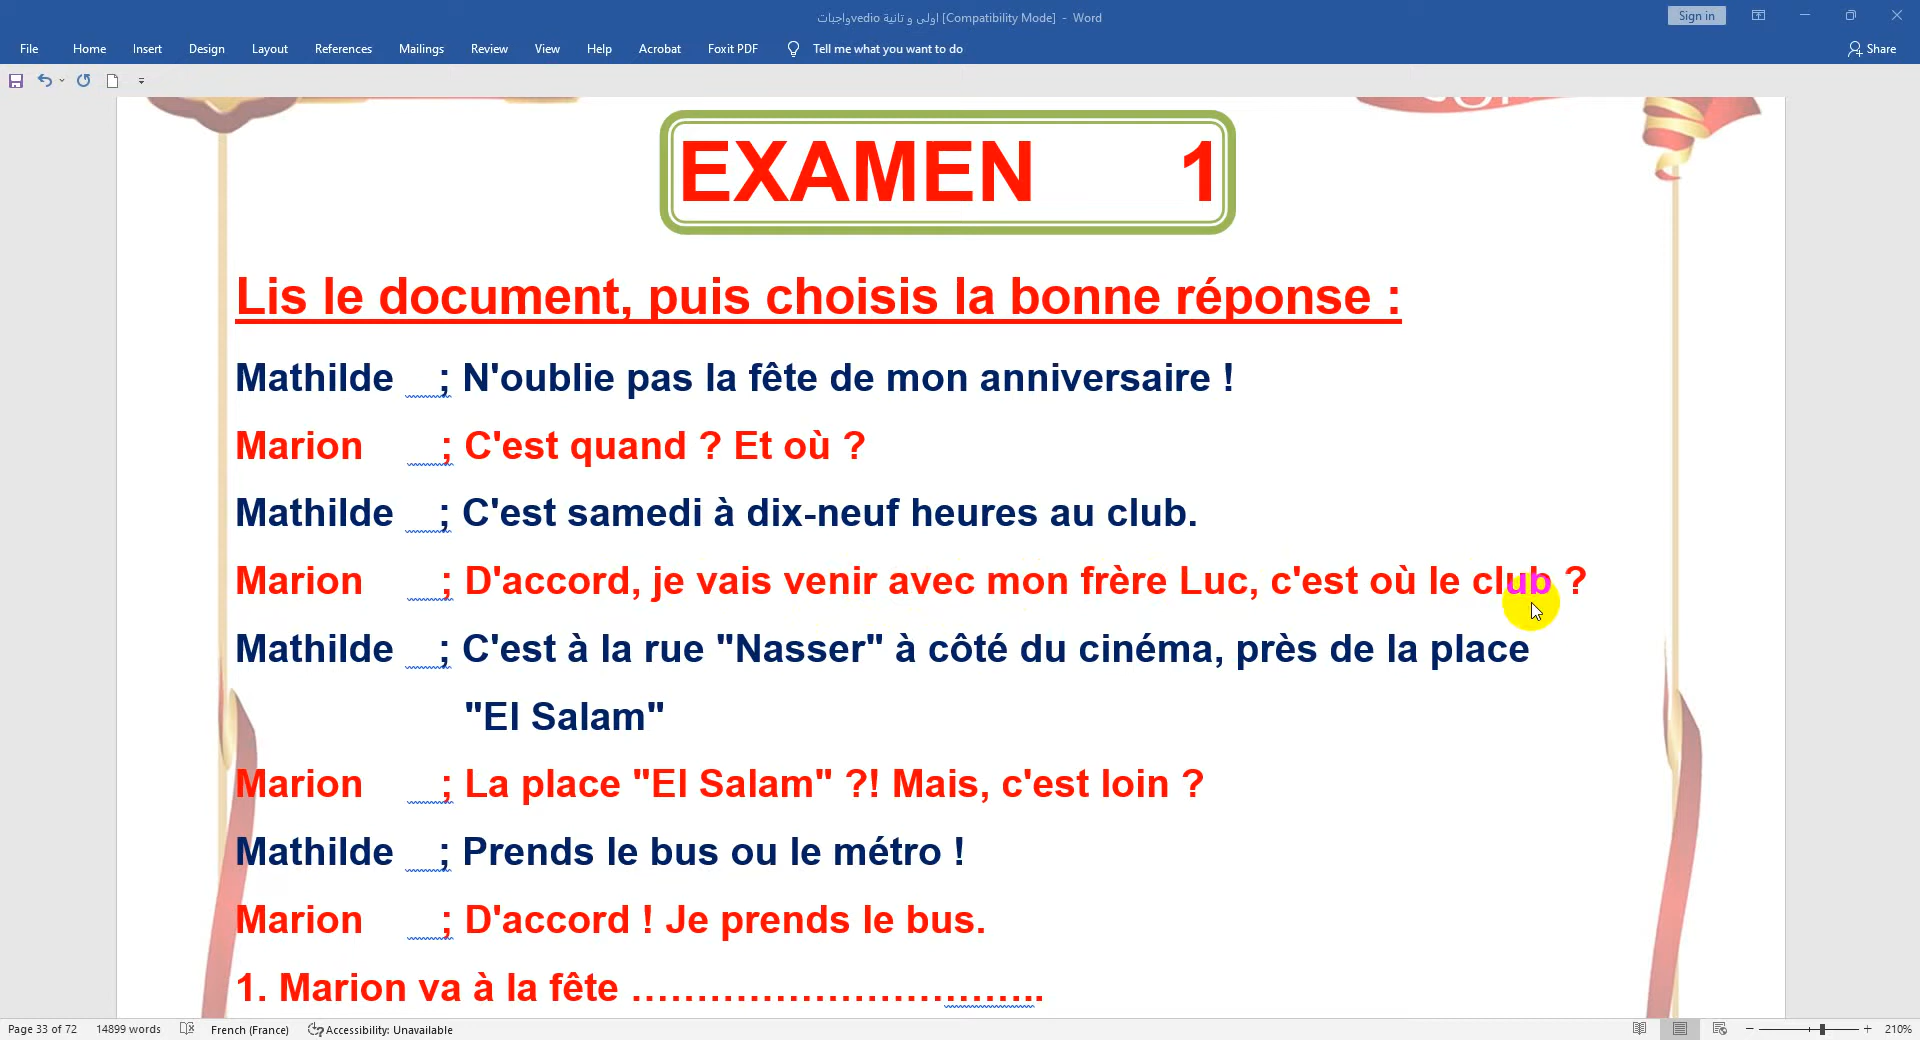 واجبات vedio اولى و تانية [Compatibility Mode] - Word
Sign in
File Home Insert Design Layout References Mailings Review View Help Acrobat Foxit PDF Tell me what you want to do Share
EXAMEN 1
Lis le document, puis choisis la bonne réponse :
Mathilde ; N'oublie pas la fête de mon anniversaire !
Marion ; C'est quand ? Et où ?
Mathilde ; C'est samedi à dix-neuf heures au club.
Marion ; D'accord, je vais venir avec mon frère Luc, c'est où le club ?
Mathilde ; C'est à la rue "Nasser" à côté du cinéma, près de la place
"El Salam"
Marion ; La place "El Salam" ?! Mais, c'est loin ?
Mathilde ; Prends le bus ou le métro !
Marion ; D'accord ! Je prends le bus.
1. Marion va à la fête ……………………………..
Page 33 of 72 14899 words French (France) Accessibility: Unavailable 210%